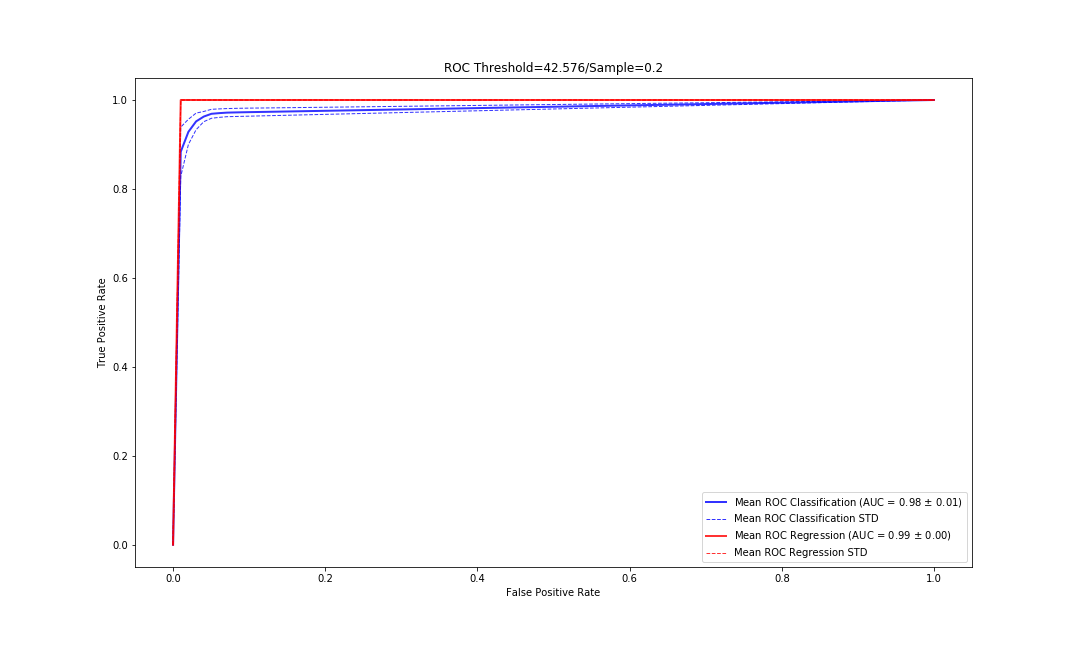 ROC Threshold=42.576/Sample=0.2
True Positive Rate
1.0
0.8
0.6
0.4
0.2
0.0
Mean ROC Classification (AUC = 0.98 ± 0.01)
Mean ROC Classification STD
Mean ROC Regression (AUC = 0.99 ± 0.00)
Mean ROC Regression STD
0.0 0.2 0.4 0.6 0.8 1.0
False Positive Rate